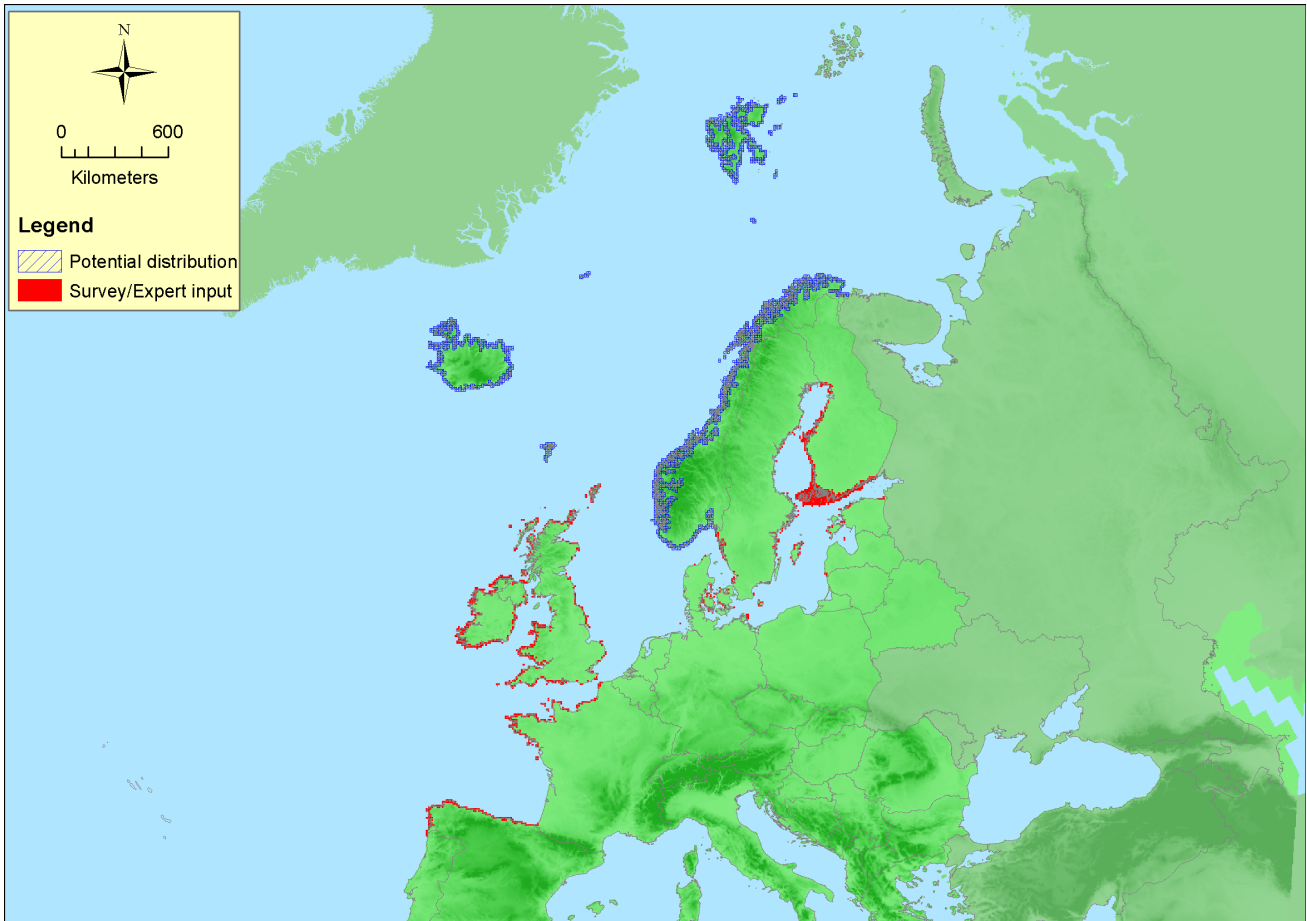 N
0 600
Kilometers
Legend
Potential distribution
Survey/Expert input